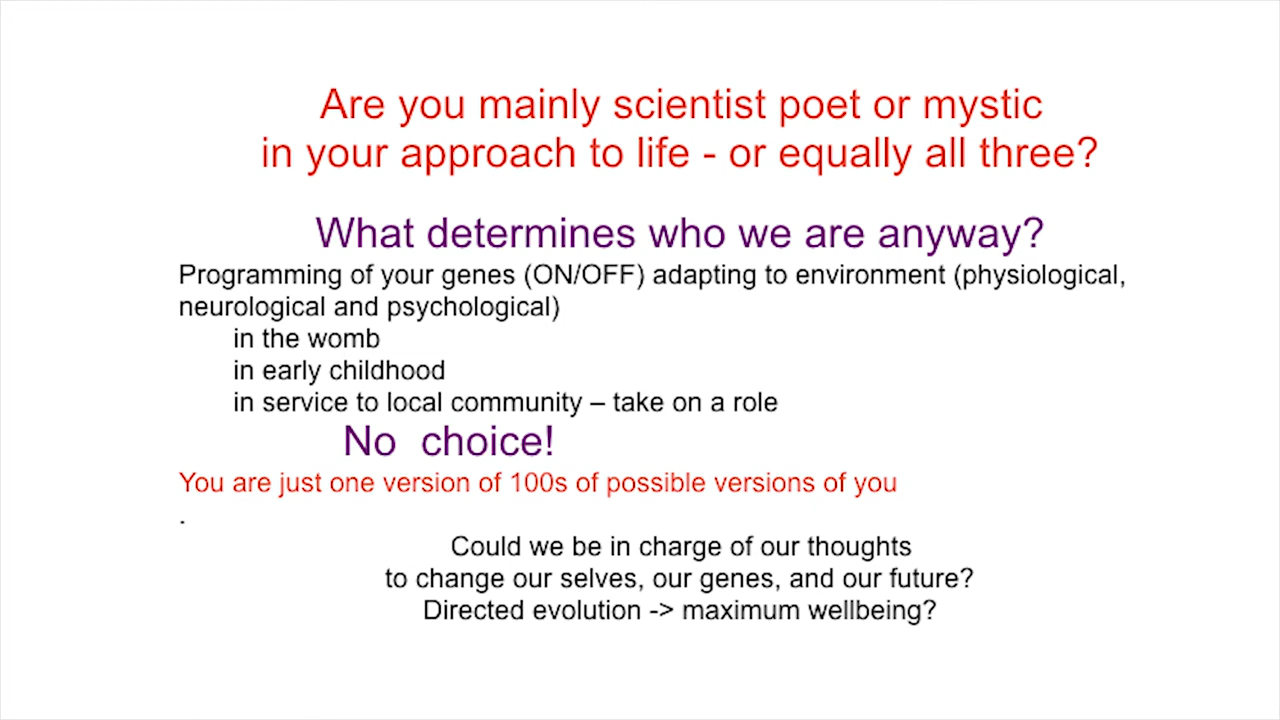 Are you mainly scientist poet or mystic
in your approach to life - or equally all three?
What determines who we are anyway?
Programming of your genes (ON/OFF) adapting to environment (physiological,
neurological and psychological)
in the womb
in early childhood
in service to local community – take on a role
No  choice!
You are just one version of 100s of possible versions of you
.
Could we be in charge of our thoughts
to change our selves, our genes, and our future?
Directed evolution -> maximum wellbeing?